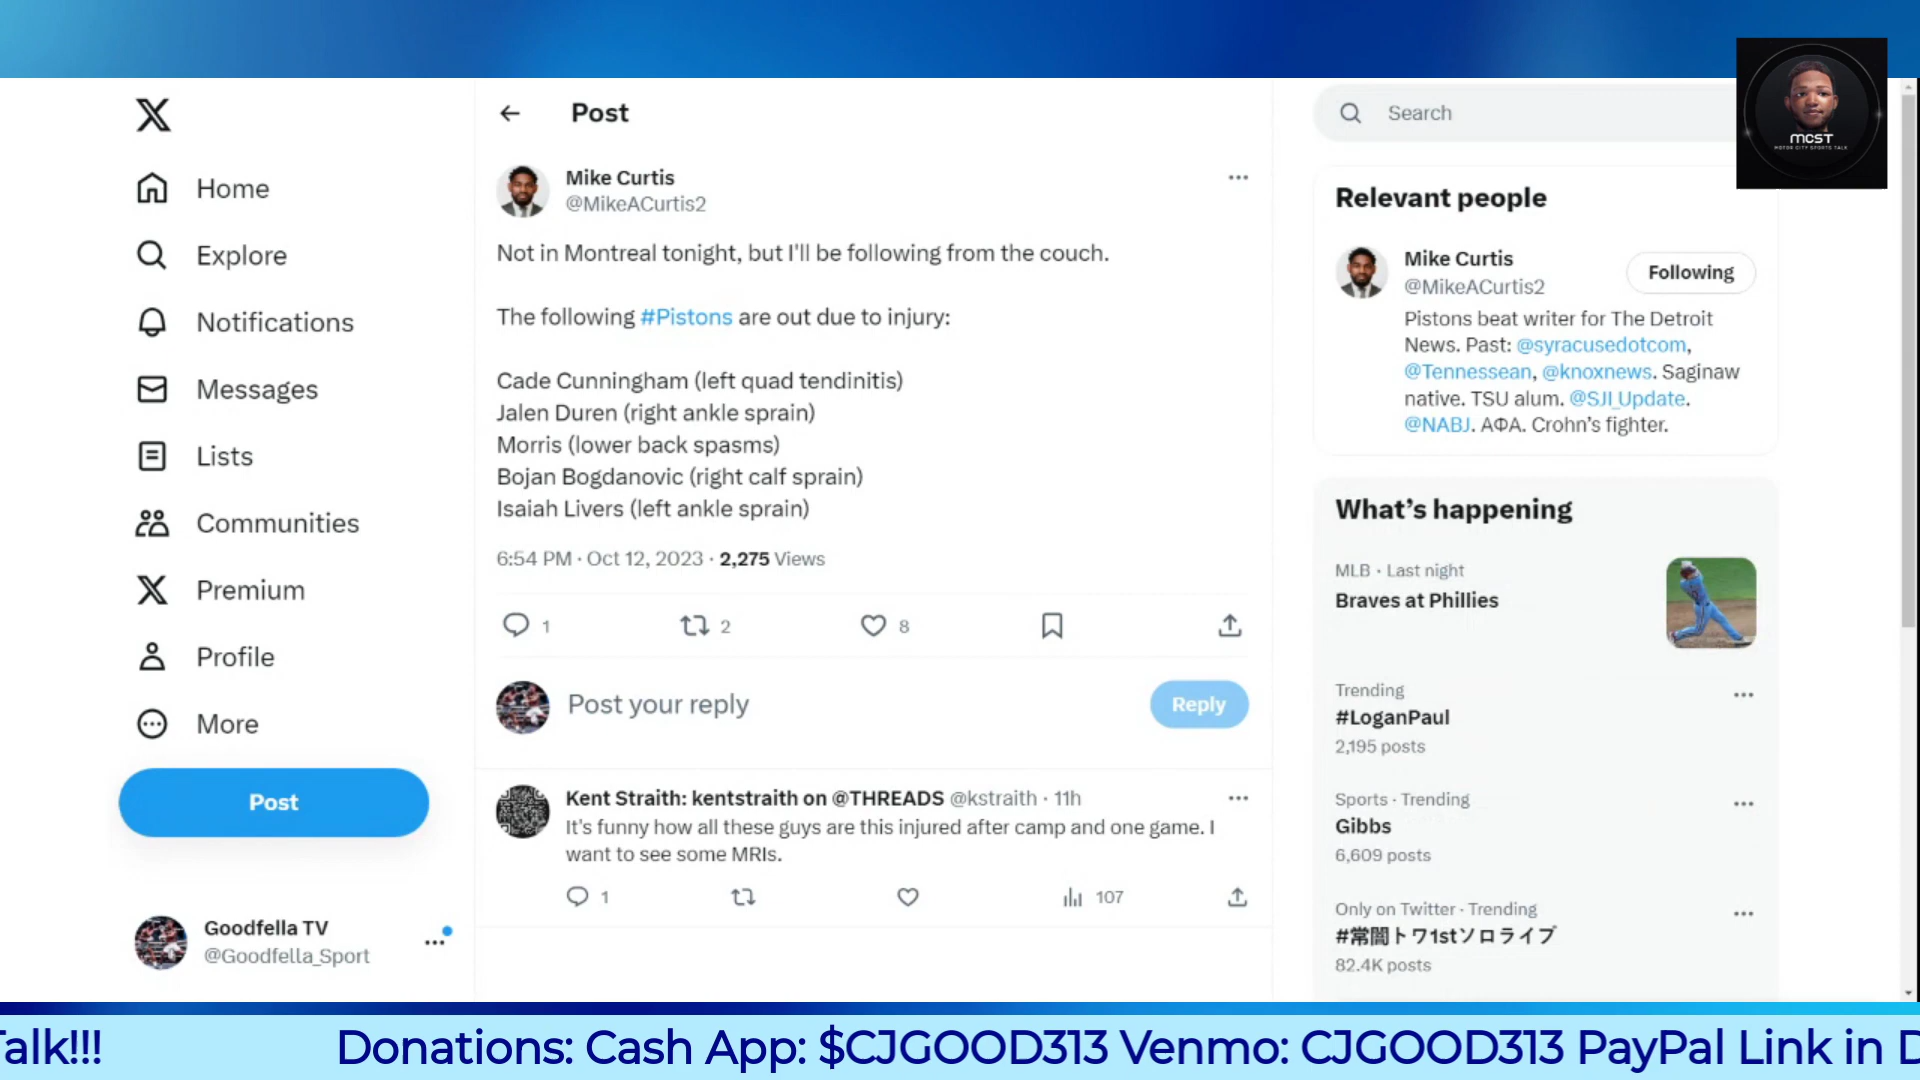 Home
Explore
Notifications
Messages
Lists
Communities
Premium
Profile
More
Post
Goodfella TV
@Goodfella_Sport
Post
Mike Curtis
@MikeACurtis2
Not in Montreal tonight, but I'll be following from the couch.
The following #Pistons are out due to injury:
Cade Cunningham (left quad tendinitis)
Jalen Duren (right ankle sprain)
Morris (lower back spasms)
Bojan Bogdanovic (right calf sprain)
Isaiah Livers (left ankle sprain)
6:54 PM · Oct 12, 2023 · 2,275 Views
1 2 8
Post your reply
Reply
Kent Straith: kentstraith on @THREADS @kstraith · 11h
It's funny how all these guys are this injured after camp and one game. I
want to see some MRIs.
1 107
Search
MCST
MOTOR CITY SPORTS TALK
Relevant people
Mike Curtis
@MikeACurtis2
Following
Pistons beat writer for The Detroit
News. Past: @syracusedotcom,
@Tennessean, @knoxnews. Saginaw
native. TSU alum. @SJI_Update.
@NABJ. ΑΦΑ. Crohn’s fighter.
What’s happening
MLB · Last night
Braves at Phillies
Trending
#LoganPaul
2,195 posts
Sports · Trending
Gibbs
6,609 posts
Only on Twitter · Trending
#常闇トワ1stソロライブ
82.4K posts
Talk!!! Donations: Cash App: $CJGOOD313 Venmo: CJGOOD313 PayPal Link in D